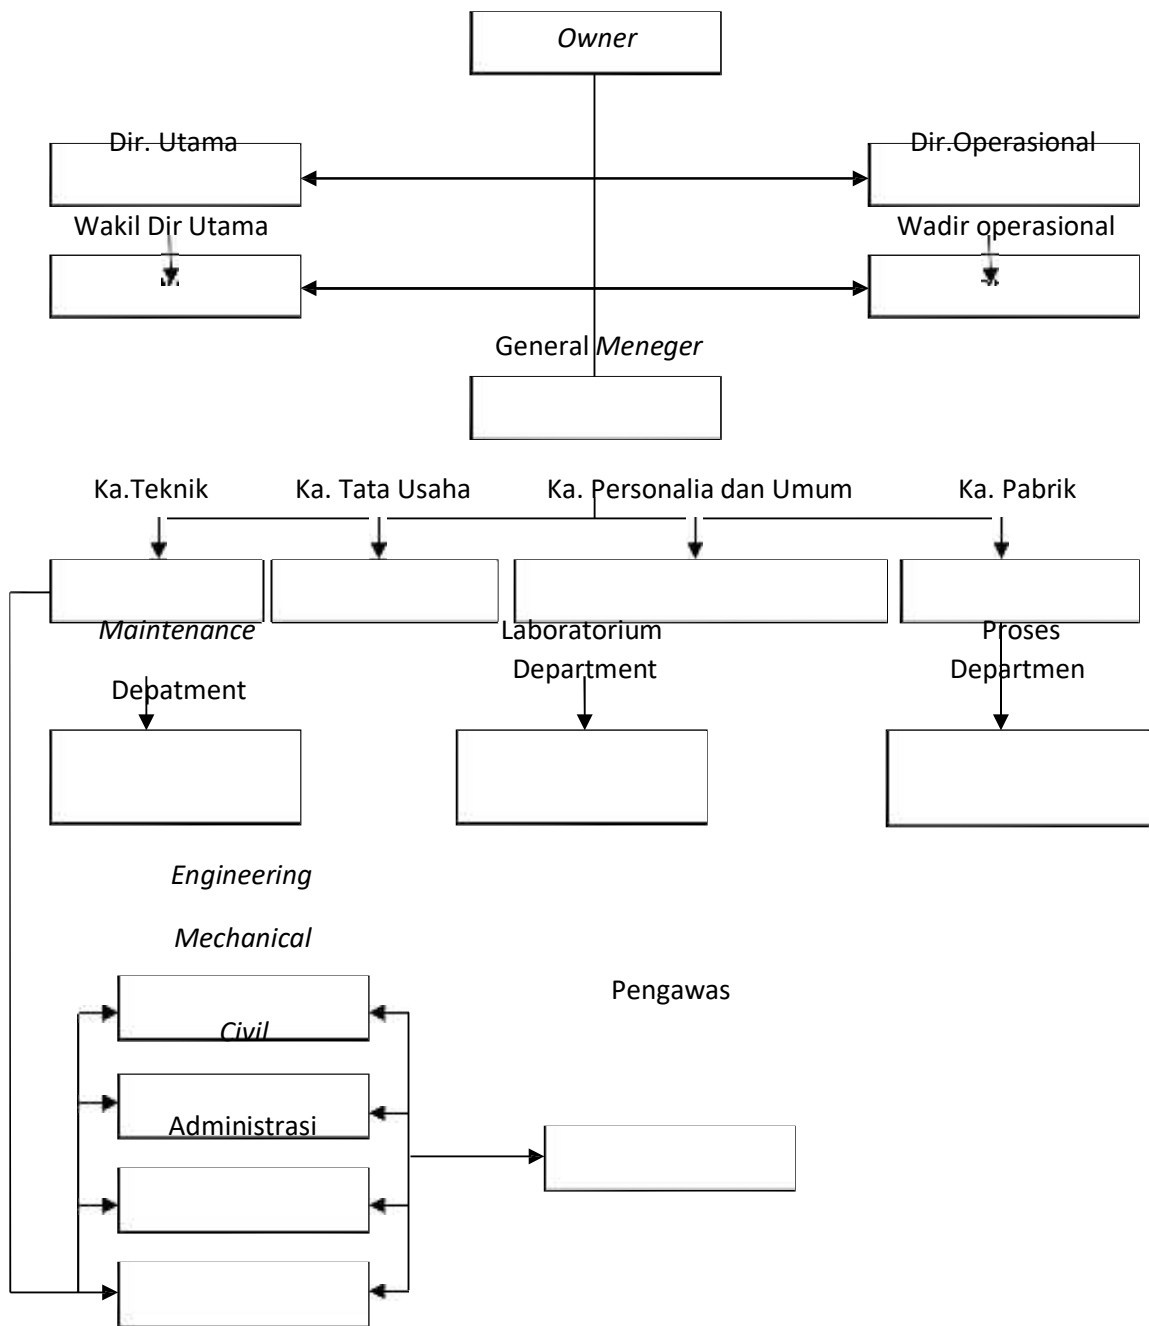 Owner
Dir. Utama
Dir.Operasional
Wakil Dir Utama
Wadir operasional
General Meneger
Ka.Teknik
Ka. Tata Usaha
Ka. Personalia dan Umum
Ka. Pabrik
Maintenance
Depatment
Laboratorium
Department
Proses
Departmen
Engineering
Mechanical
Civil
Administrasi
Pengawas